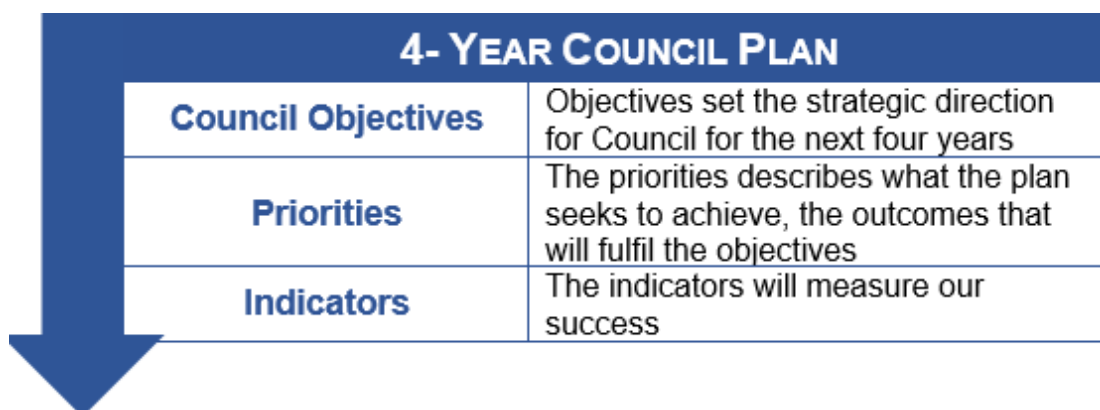 4- YEAR COUNCIL PLAN
Council Objectives
Objectives set the strategic direction
for Council for the next four years
Priorities
The priorities describes what the plan
seeks to achieve, the outcomes that
will fulfil the objectives
Indicators
The indicators will measure our
success